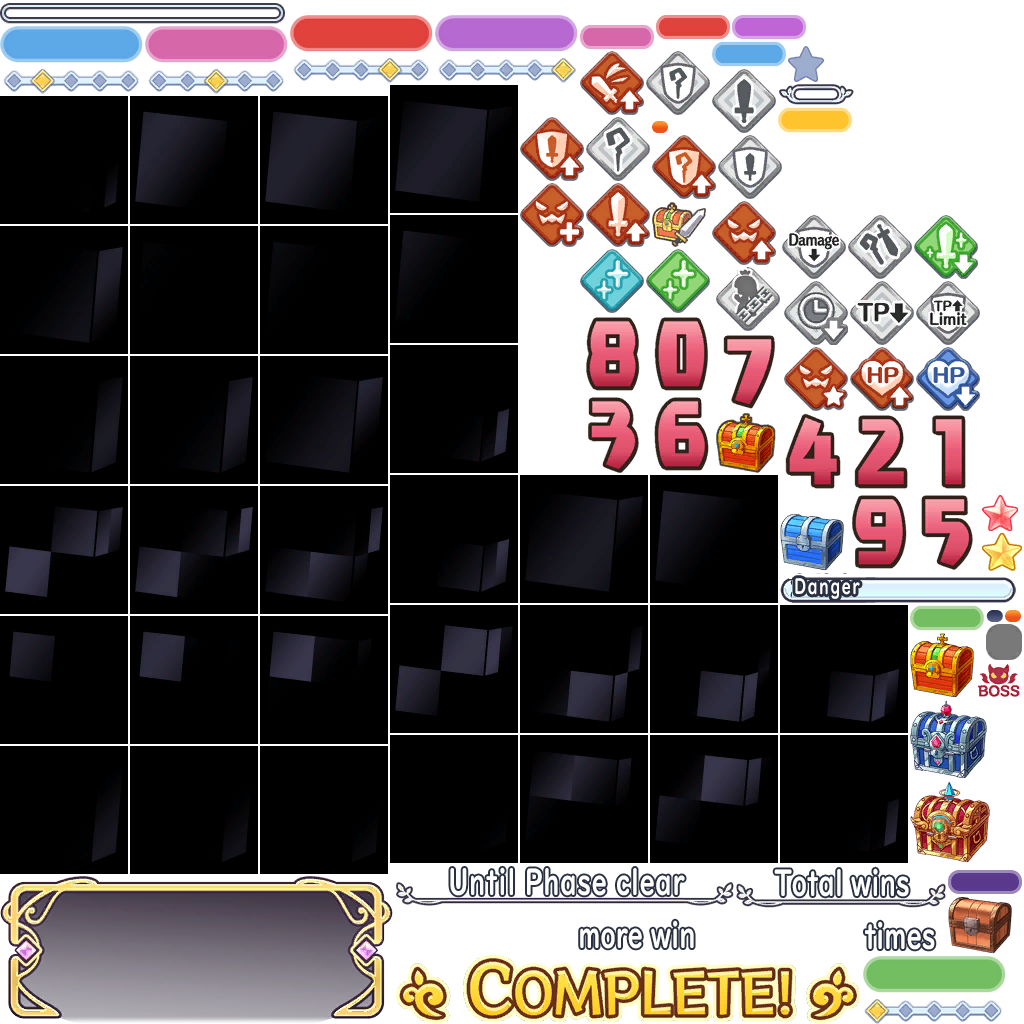 Damage
TP
TP
Limit
HP
HP
8 0 7
3 6
4 2 1
9 5
Danger
BOSS
Until Phase clear
Total wins
more win
times
COMPLETE!